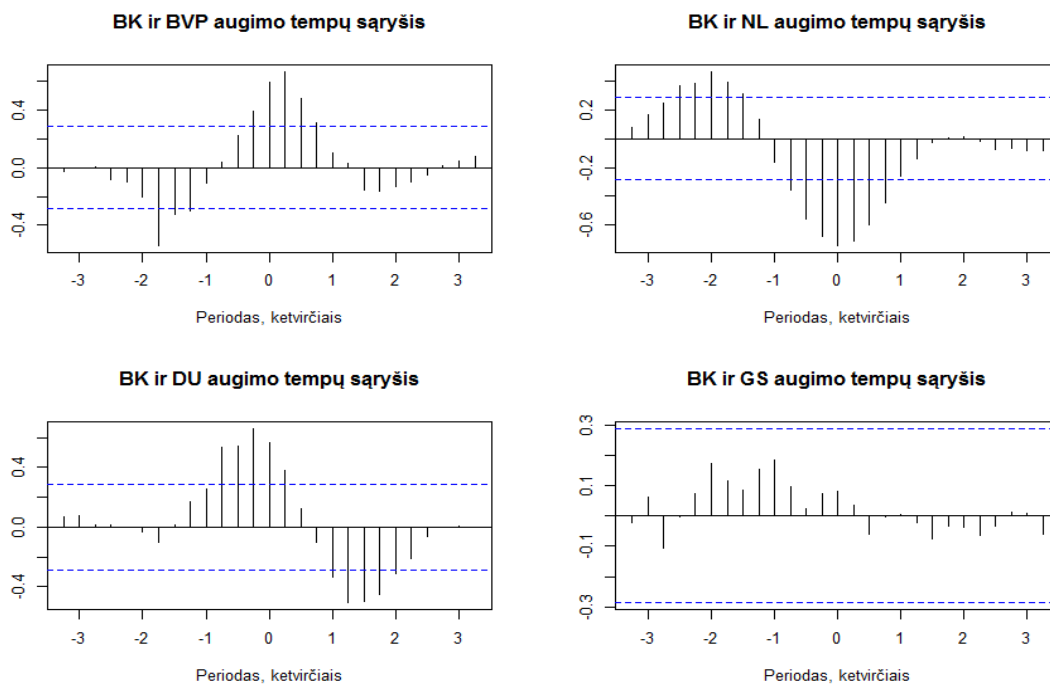 BK ir BVP augimo tempų sąryšis
0.4
0.0
-0.4
-3 -2 -1 0 1 2 3
Periodas, ketvirčiais
BK ir NL augimo tempų sąryšis
0.2
-0.2
-0.6
-3 -2 -1 0 1 2 3
Periodas, ketvirčiais
BK ir DU augimo tempų sąryšis
0.4
0.0
-0.4
-3 -2 -1 0 1 2 3
Periodas, ketvirčiais
BK ir GS augimo tempų sąryšis
0.3
0.1
-0.1
-0.3
-3 -2 -1 0 1 2 3
Periodas, ketvirčiais